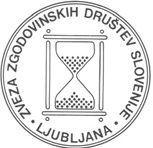 ZVEZA ZGODOVINSKIH DRUŠTEV SLOVENIJE
• LJUBLJANA •